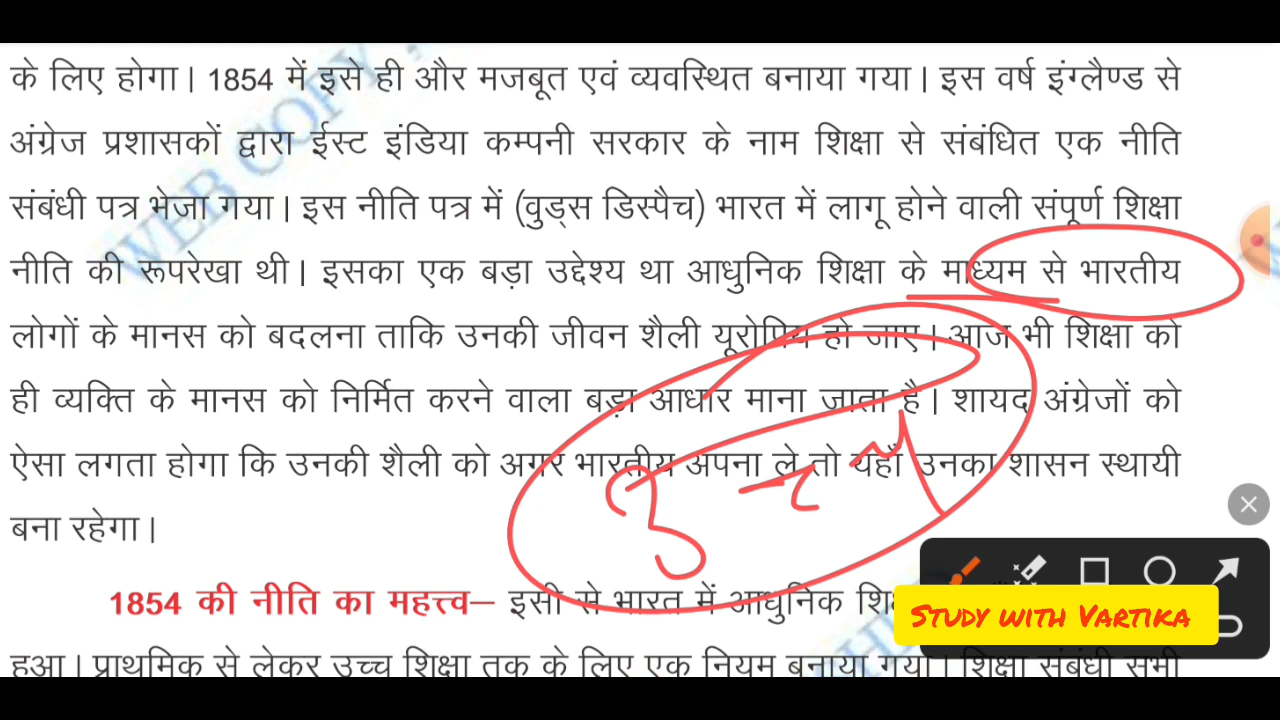 के लिए होगा। 1854 में इसे ही और मजबूत एवं व्यवस्थित बनाया गया। इस वर्ष इंग्लैण्ड से
अंग्रेज प्रशासकों द्वारा ईस्ट इंडिया कम्पनी सरकार के नाम शिक्षा से संबंधित एक नीति
संबंधी पत्र भेजा गया। इस नीति पत्र में (वुड्स डिस्पैच) भारत में लागू होने वाली संपूर्ण शिक्षा
नीति की रूपरेखा थी। इसका एक बड़ा उद्देश्य था आधुनिक शिक्षा के माध्यम से भारतीय
लोगों के मानस को बदलना ताकि उनकी जीवन शैली यूरोपिय हो जाए। आज भी शिक्षा को
ही व्यक्ति के मानस को निर्मित करने वाला बड़ा आधार माना जाता है। शायद अंग्रेजों को
ऐसा लगता होगा कि उनकी शैली को अगर भारतीय अपना ले तो यहाँ उनका शासन स्थायी
बना रहेगा।
1854 की नीति का महत्त्व– इसी से भारत में आधुनिक
हुआ। प्राथमिक से लेकर उच्च शिक्षा तक के लिए एक नियम बनाया गया। शिक्षा संबंधी सभी
STUDY WITH VARTIKA
WEB COPY